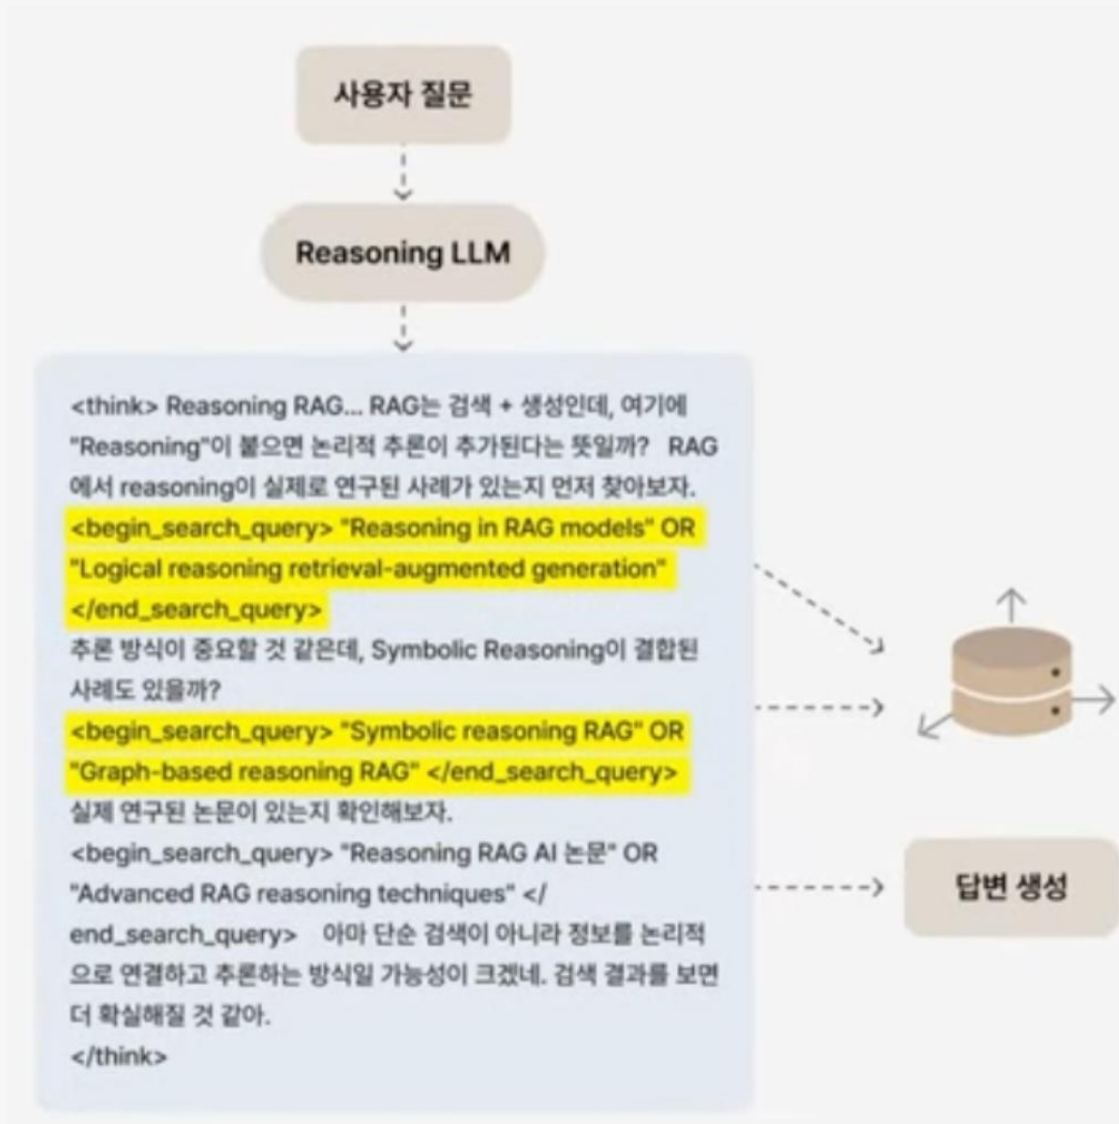 사용자 질문
Reasoning LLM
<think> Reasoning RAG... RAG는 검색 + 생성인데, 여기에
"Reasoning"이 붙으면 논리적 추론이 추가된다는 뜻일까? RAG
에서 reasoning이 실제로 연구된 사례가 있는지 먼저 찾아보자.
<begin_search_query> "Reasoning in RAG models" OR
"Logical reasoning retrieval-augmented generation"
</end_search_query>
추론 방식이 중요할 것 같은데, Symbolic Reasoning이 결합된
사례도 있을까?
<begin_search_query> "Symbolic reasoning RAG" OR
"Graph-based reasoning RAG" </end_search_query>
실제 연구된 논문이 있는지 확인해보자.
<begin_search_query> "Reasoning RAG AI 논문" OR
"Advanced RAG reasoning techniques" </
end_search_query> 아마 단순 검색이 아니라 정보를 논리적
으로 연결하고 추론하는 방식일 가능성이 크겠네. 검색 결과를 보면
더 확실해질 것 같아.
</think>
답변 생성